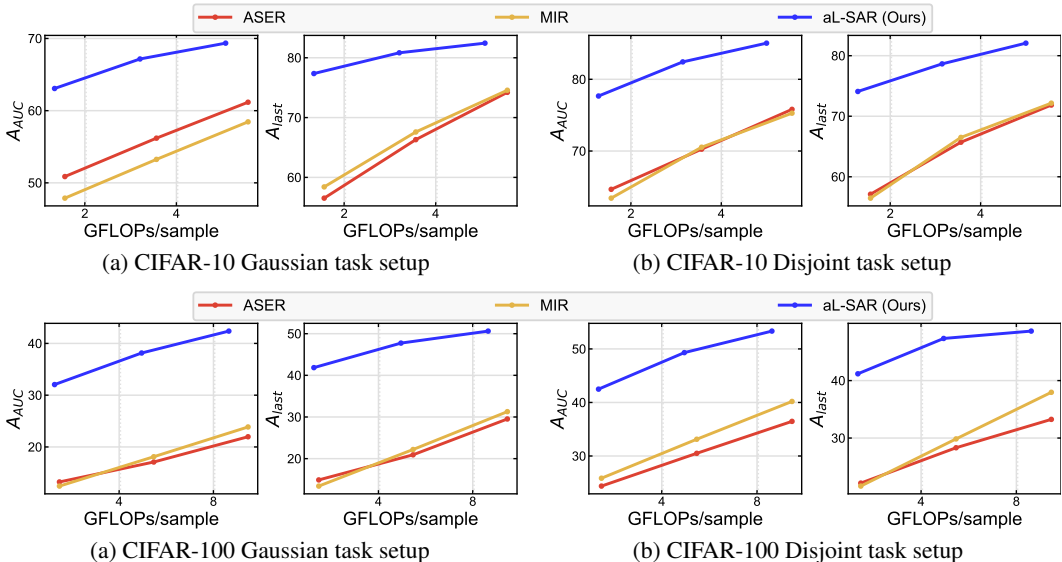 ASER MIR aL-SAR (Ours)
70
60
50
A_AUC
2 4
GFLOPs/sample
80
70
60
A_last
2 4
GFLOPs/sample
80
70
A_AUC
2 4
GFLOPs/sample
80
70
60
A_last
2 4
GFLOPs/sample
(a) CIFAR-10 Gaussian task setup
(b) CIFAR-10 Disjoint task setup
ASER MIR aL-SAR (Ours)
40
30
20
A_AUC
4 8
GFLOPs/sample
50
40
30
20
A_last
4 8
GFLOPs/sample
50
40
30
A_AUC
4 8
GFLOPs/sample
40
30
A_last
4 8
GFLOPs/sample
(a) CIFAR-100 Gaussian task setup
(b) CIFAR-100 Disjoint task setup